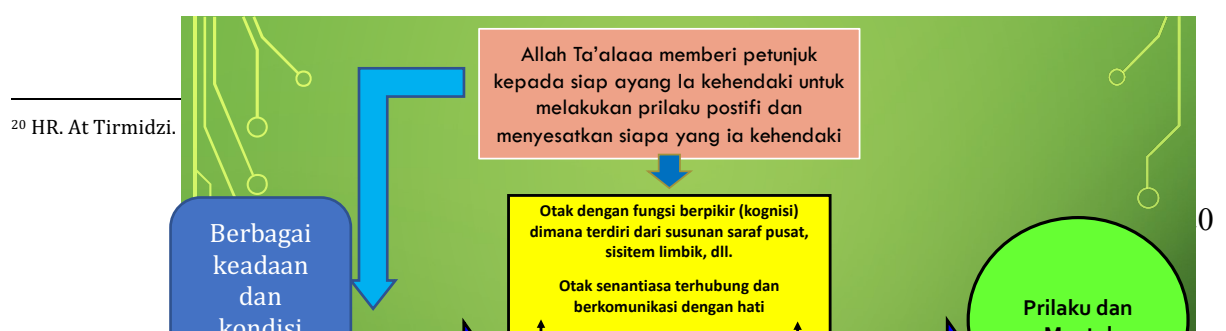 Allah Ta’alaaa memberi petunjuk
kepada siap ayang Ia kehendaki untuk
melakukan prilaku postifi dan
menyesatkan siapa yang ia kehendaki
²⁰ HR. At Tirmidzi.
Berbagai
keadaan
dan
kondisi
Otak dengan fungsi berpikir (kognisi)
dimana terdiri dari susunan saraf pusat,
sisitem limbik, dll.
Otak senantiasa terhubung dan
berkomunikasi dengan hati
0
Prilaku dan